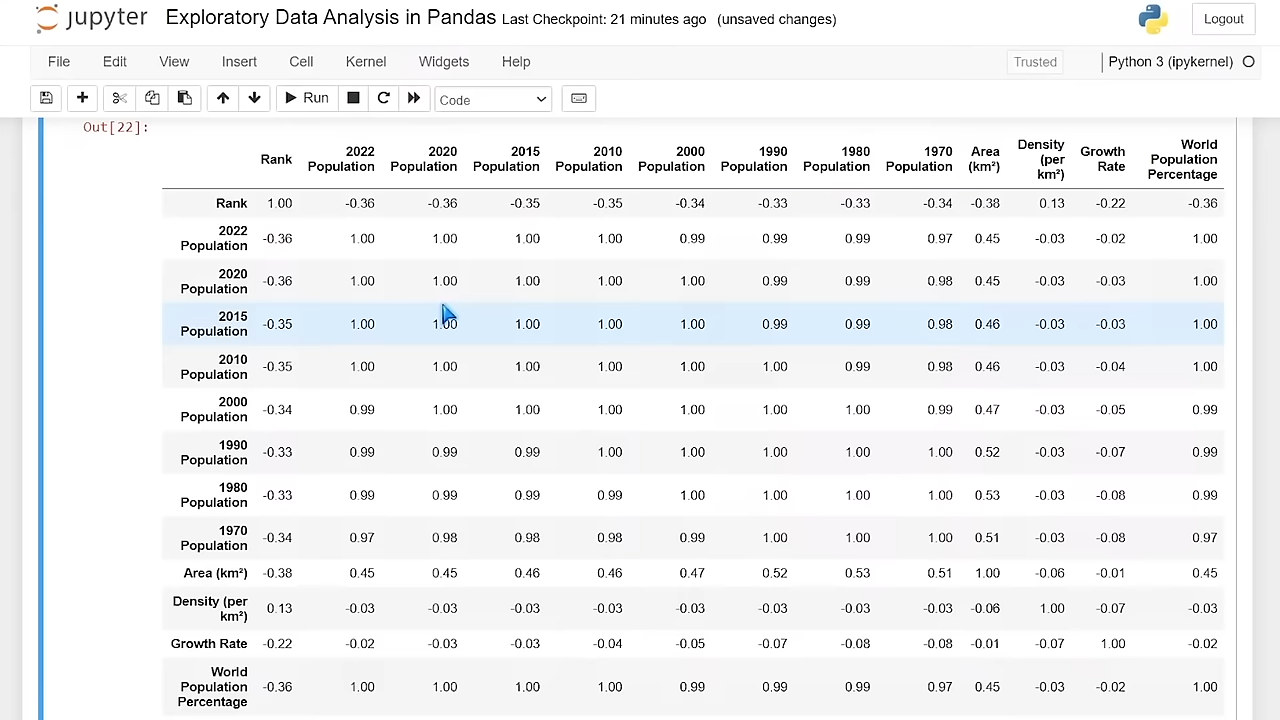 jupyter Exploratory Data Analysis in Pandas Last Checkpoint: 21 minutes ago (unsaved changes) Logout
File Edit View Insert Cell Kernel Widgets Help Trusted Python 3 (ipykernel)
Run Code
Out[22]:
Rank 2022 Population 2020 Population 2015 Population 2010 Population 2000 Population 1990 Population 1980 Population 1970 Population Area (km²) Density (per km²) Growth Rate World Population Percentage
Rank 1.00 -0.36 -0.36 -0.35 -0.35 -0.34 -0.33 -0.33 -0.34 -0.38 0.13 -0.22 -0.36
2022 Population -0.36 1.00 1.00 1.00 1.00 0.99 0.99 0.99 0.97 0.45 -0.03 -0.02 1.00
2020 Population -0.36 1.00 1.00 1.00 1.00 1.00 0.99 0.99 0.98 0.45 -0.03 -0.03 1.00
2015 Population -0.35 1.00 1.00 1.00 1.00 1.00 0.99 0.99 0.98 0.46 -0.03 -0.03 1.00
2010 Population -0.35 1.00 1.00 1.00 1.00 1.00 1.00 0.99 0.98 0.46 -0.03 -0.04 1.00
2000 Population -0.34 0.99 1.00 1.00 1.00 1.00 1.00 1.00 0.99 0.47 -0.03 -0.05 0.99
1990 Population -0.33 0.99 0.99 0.99 1.00 1.00 1.00 1.00 1.00 0.52 -0.03 -0.07 0.99
1980 Population -0.33 0.99 0.99 0.99 0.99 1.00 1.00 1.00 1.00 0.53 -0.03 -0.08 0.99
1970 Population -0.34 0.97 0.98 0.98 0.98 0.99 1.00 1.00 1.00 0.51 -0.03 -0.08 0.97
Area (km²) -0.38 0.45 0.45 0.46 0.46 0.47 0.52 0.53 0.51 1.00 -0.06 -0.01 0.45
Density (per km²) 0.13 -0.03 -0.03 -0.03 -0.03 -0.03 -0.03 -0.03 -0.03 -0.06 1.00 -0.07 -0.03
Growth Rate -0.22 -0.02 -0.03 -0.03 -0.04 -0.05 -0.07 -0.08 -0.08 -0.01 -0.07 1.00 -0.02
World Population Percentage -0.36 1.00 1.00 1.00 1.00 0.99 0.99 0.99 0.97 0.45 -0.03 -0.02 1.00